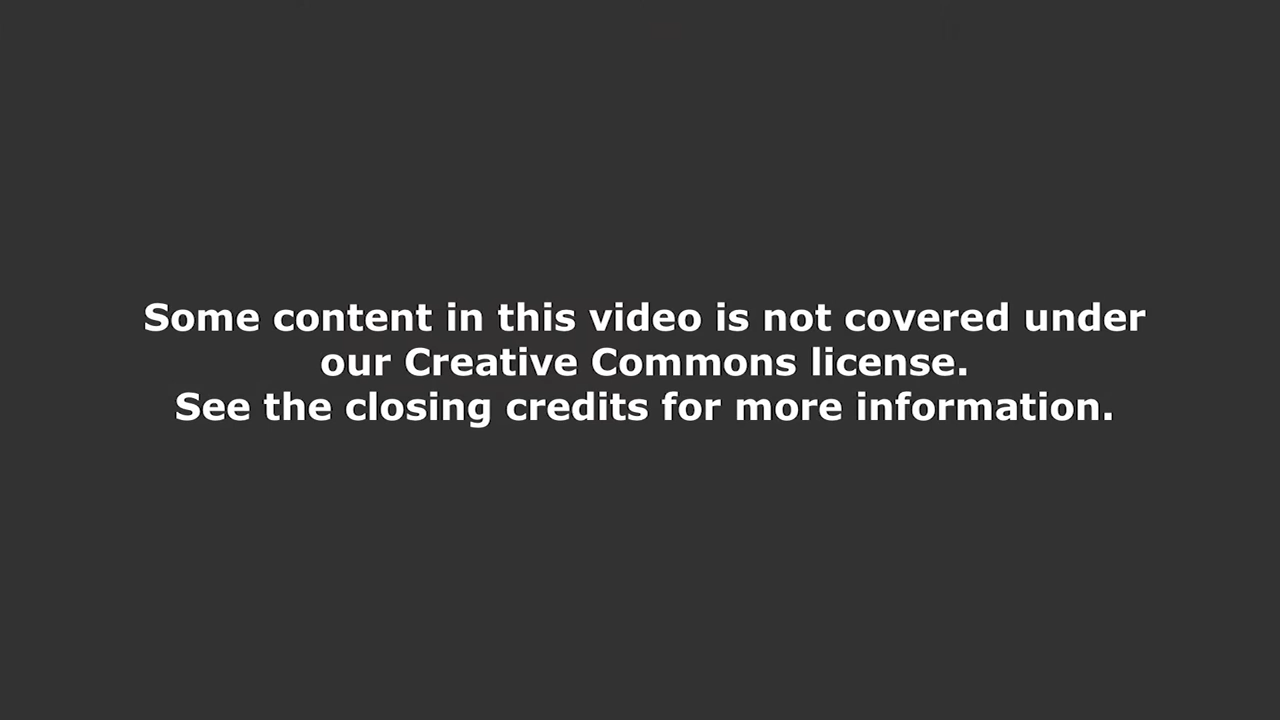 Some content in this video is not covered under
our Creative Commons license.
See the closing credits for more information.